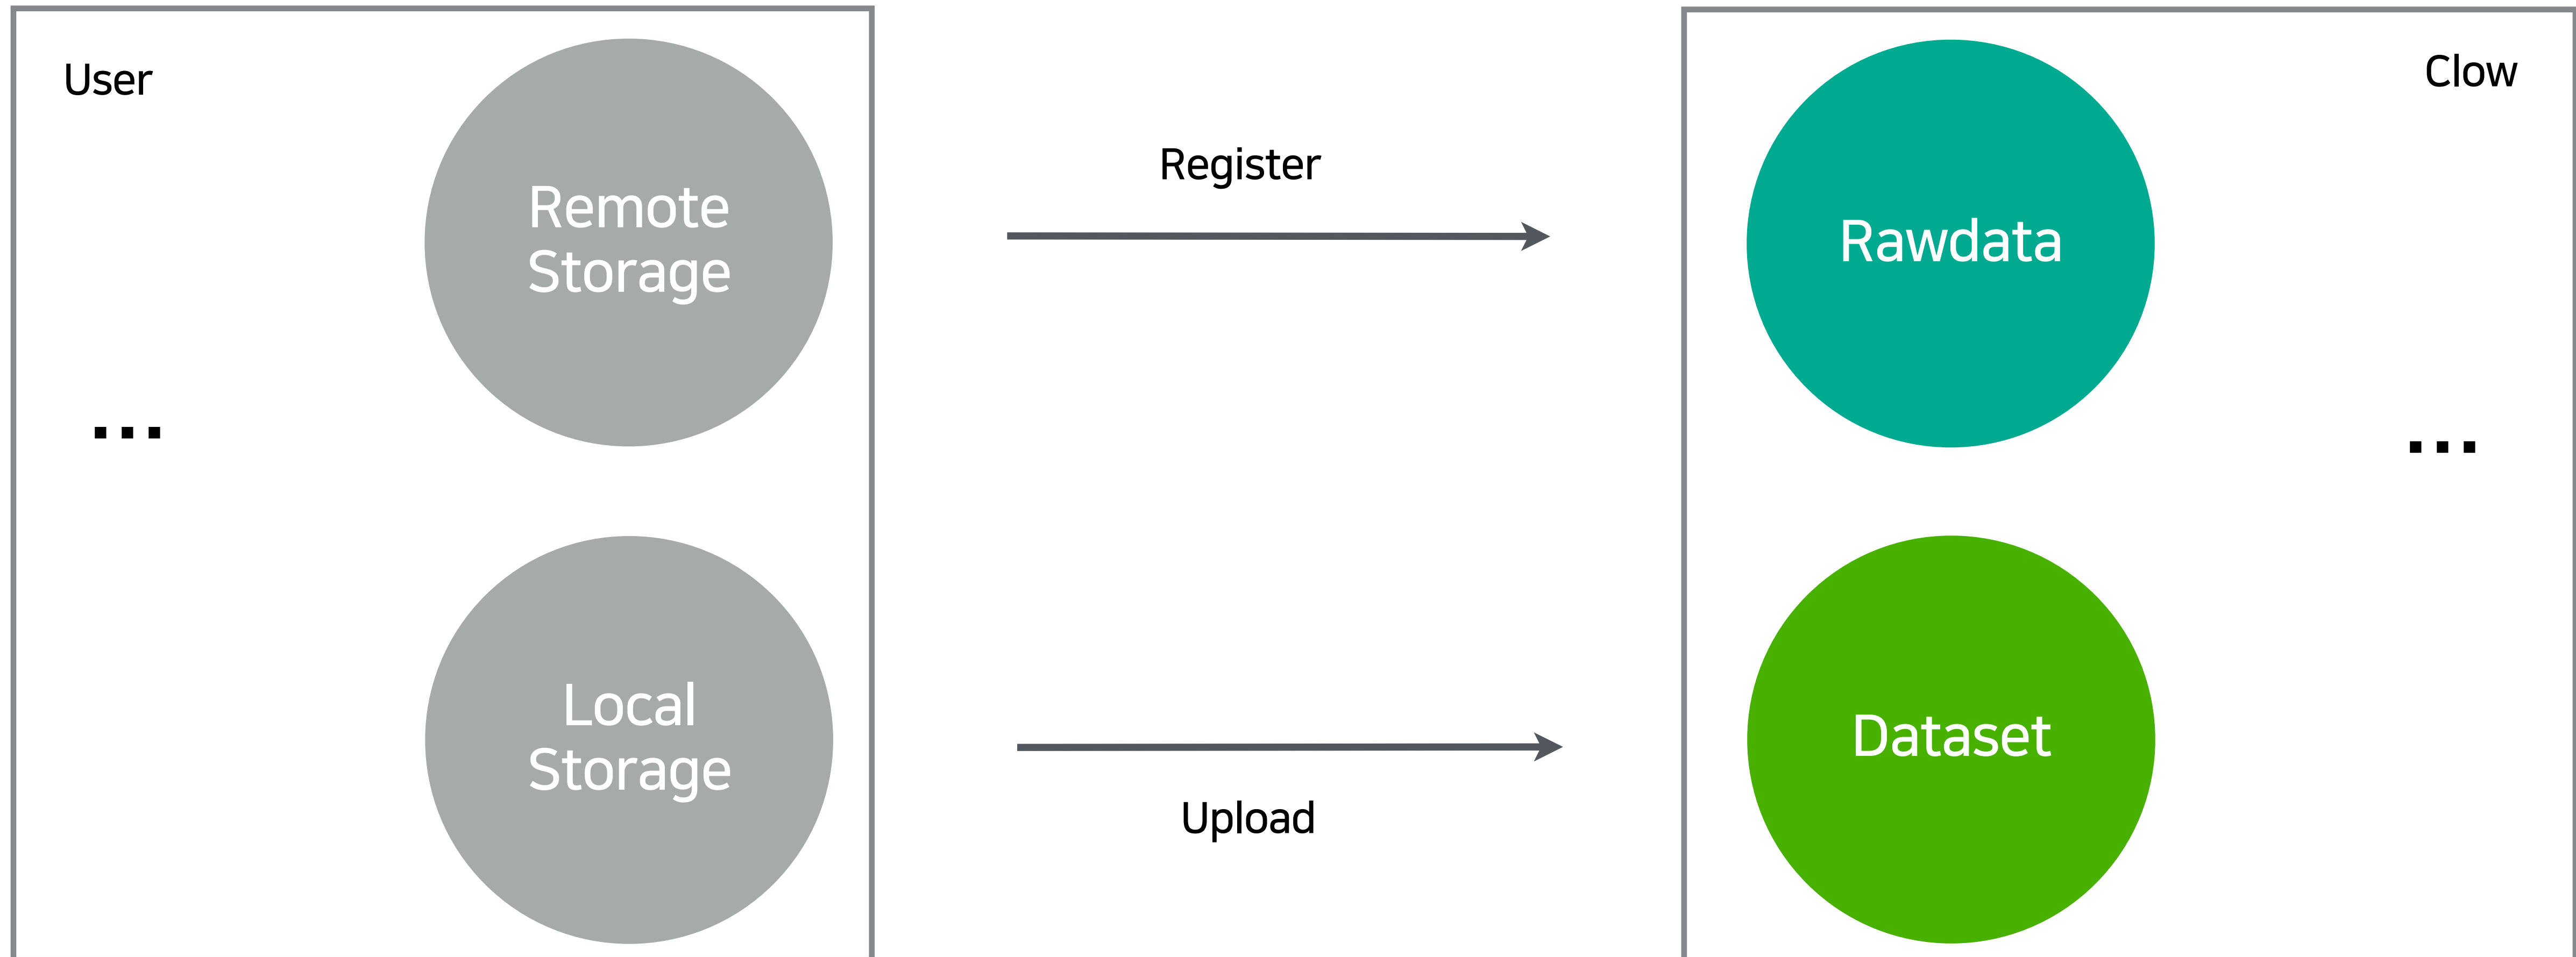 User
Remote
Storage
Register
Rawdata
Clow
...
...
Local
Storage
Upload
Dataset